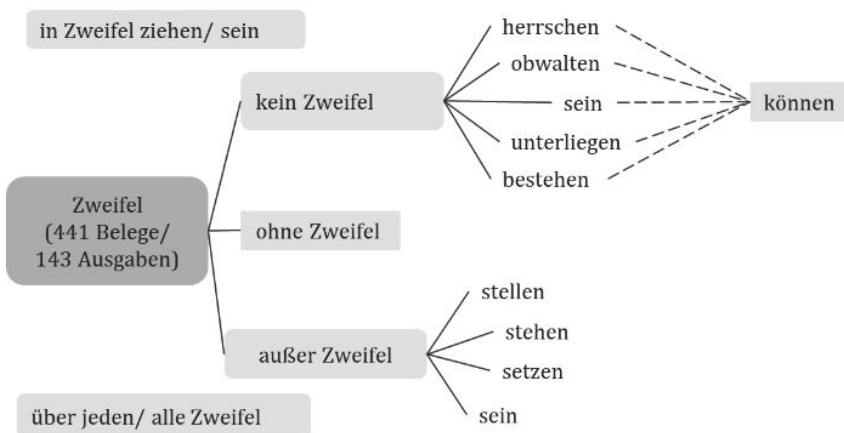 in Zweifel ziehen/ sein
kein Zweifel
herrschen
obwalten
sein
unterliegen
bestehen
können
Zweifel
(441 Belege/
143 Ausgaben)
ohne Zweifel
außer Zweifel
stellen
stehen
setzen
sein
über jeden/ alle Zweifel